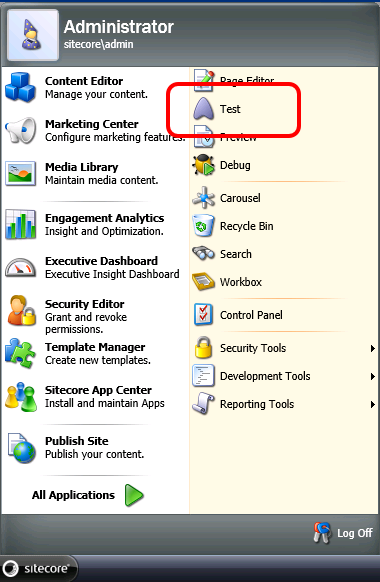 Administrator
sitecore\admin
Content Editor
Manage your content.
Marketing Center
Configure marketing features.
Media Library
Maintain media content.
Engagement Analytics
Insight and Optimization.
Executive Dashboard
Executive Insight Dashboard
Security Editor
Grant and revoke
permissions.
Template Manager
Create new templates.
Sitecore App Center
Install and maintain Apps
Publish Site
Publish your content.
All Applications
Page Editor
Test
Preview
Debug
Carousel
Recycle Bin
Search
Workbox
Control Panel
Security Tools
Development Tools
Reporting Tools
Log Off
sitecore